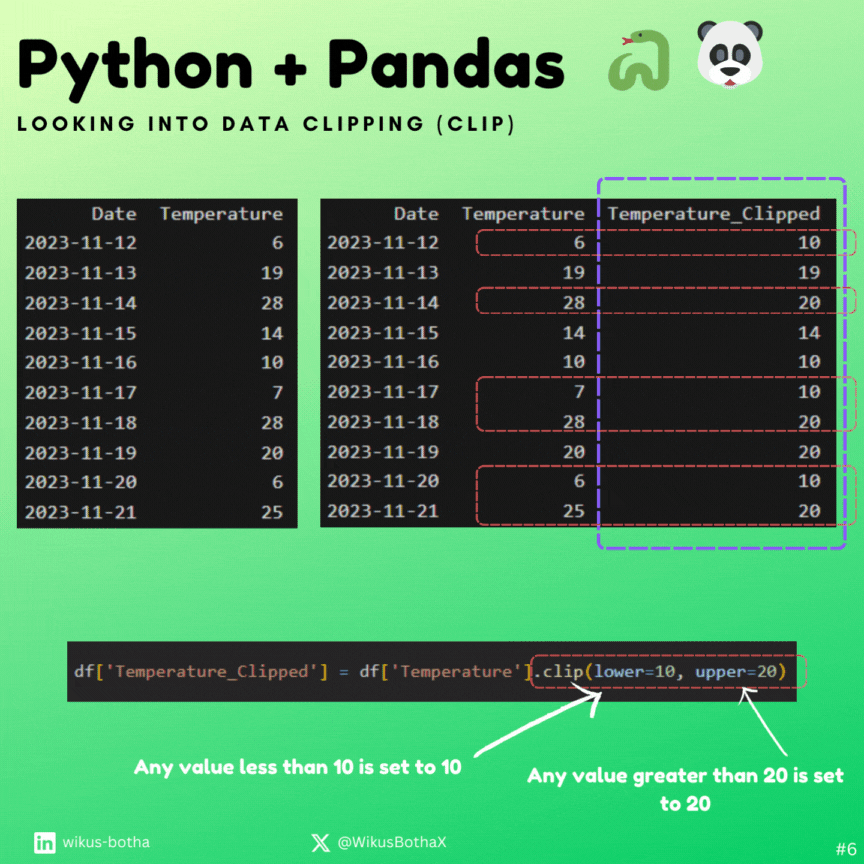 Python + Pandas
LOOKING INTO DATA CLIPPING (CLIP)
Date Temperature
2023-11-12 6
2023-11-13 19
2023-11-14 28
2023-11-15 14
2023-11-16 10
2023-11-17 7
2023-11-18 28
2023-11-19 20
2023-11-20 6
2023-11-21 25
Date Temperature Temperature_Clipped
2023-11-12 6 10
2023-11-13 19 19
2023-11-14 28 20
2023-11-15 14 14
2023-11-16 10 10
2023-11-17 7 10
2023-11-18 28 20
2023-11-19 20 20
2023-11-20 6 10
2023-11-21 25 20
df['Temperature_Clipped'] = df['Temperature'].clip(lower=10, upper=20)
Any value less than 10 is set to 10
Any value greater than 20 is set
to 20
in wikus-botha
X @WikusBothaX
#6